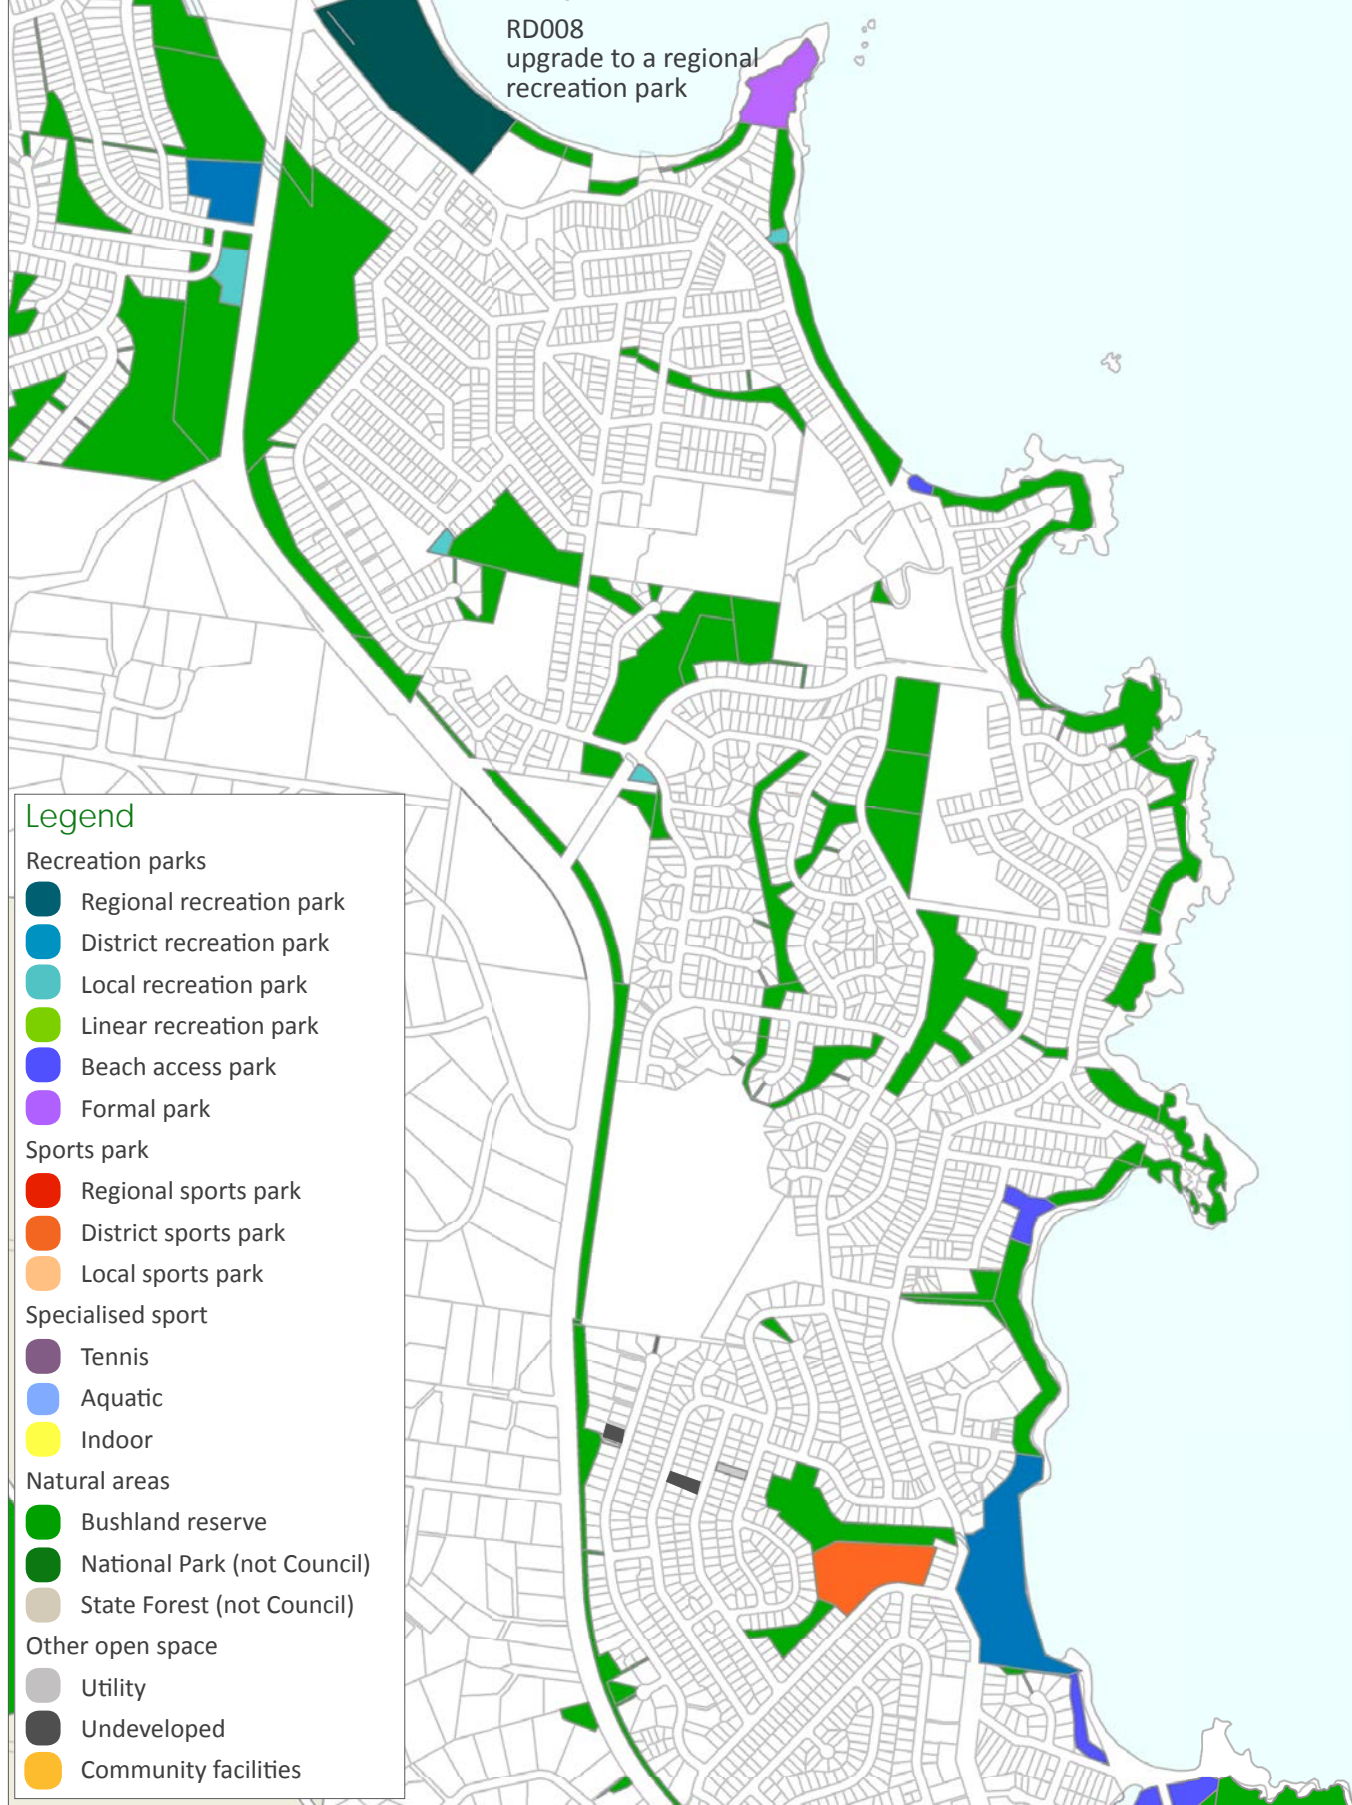 RD008
upgrade to a regional
recreation park
Legend
Recreation parks
Regional recreation park
District recreation park
Local recreation park
Linear recreation park
Beach access park
Formal park
Sports park
Regional sports park
District sports park
Local sports park
Specialised sport
Tennis
Aquatic
Indoor
Natural areas
Bushland reserve
National Park (not Council)
State Forest (not Council)
Other open space
Utility
Undeveloped
Community facilities